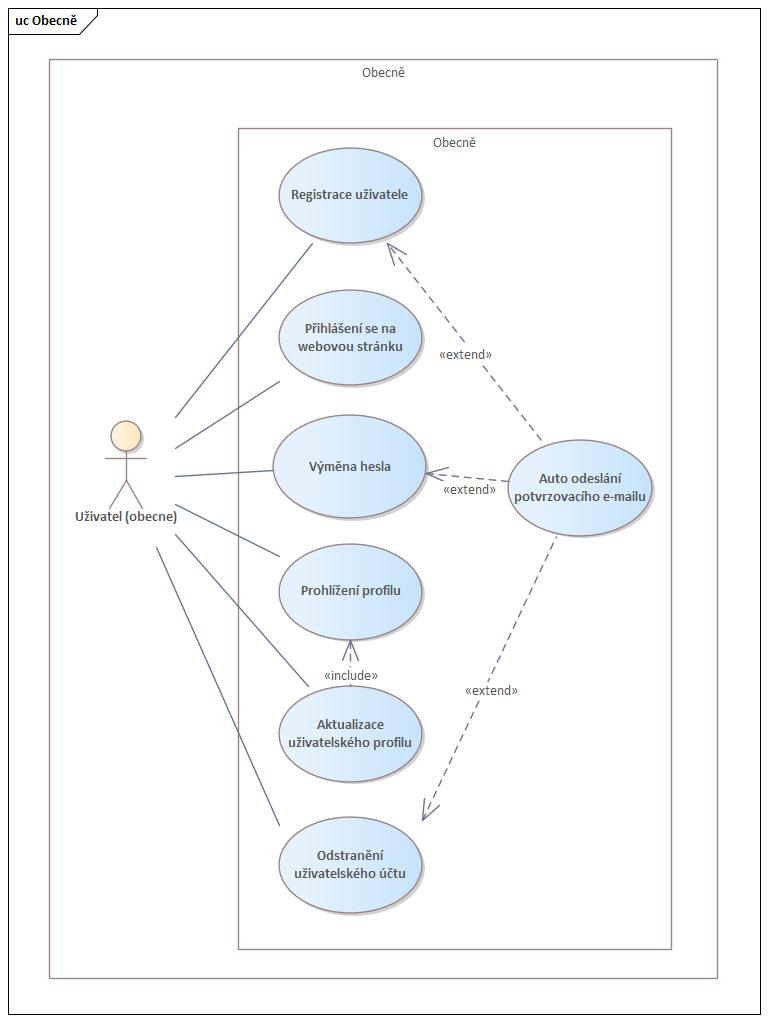 uc Obecně
Obecně
Obecně
Registrace uživatele
Přihlášení se na
webovou stránku
«extend»
Výměna hesla
Auto odeslání
potvrzovacího e-mailu
«extend»
Uživatel (obecne)
Prohlížení profilu
«include»
«extend»
Aktualizace
uživatelského profilu
Odstranění
uživatelského účtu